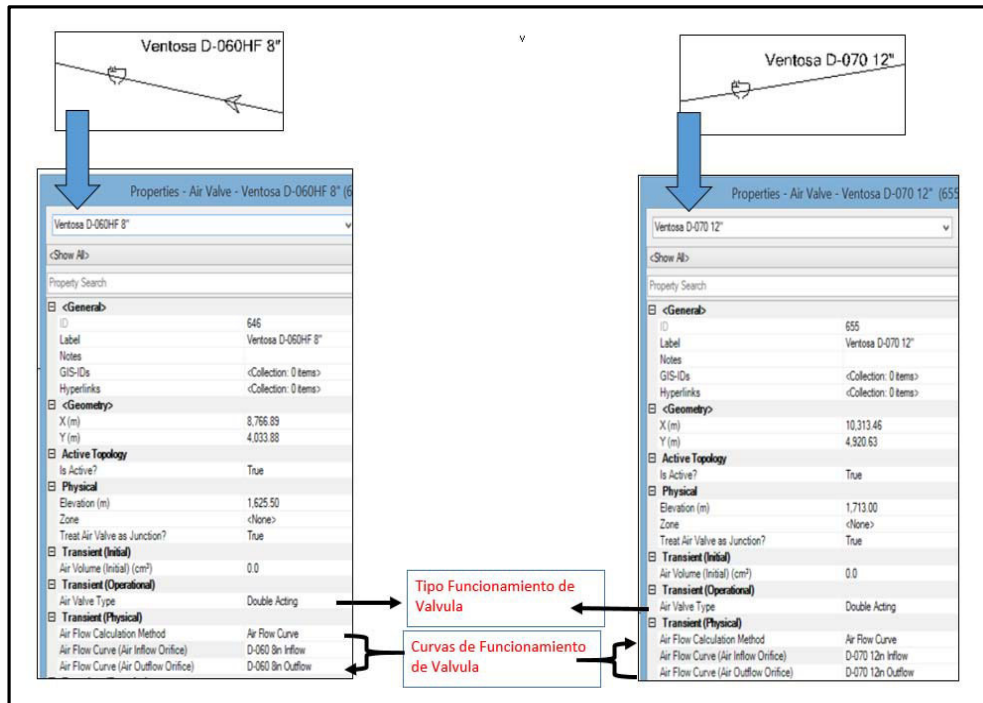 Ventosa D-060HF 8"
v
Ventosa D-070 12"
Properties - Air Valve - Ventosa D-060HF 8" (6
Ventosa D-060HF 8"
<Show All>
Property Search
<General>
ID 646
Label Ventosa D-060HF 8"
Notes
GIS-IDs <Collection: 0 items>
Hyperlinks <Collection: 0 items>
<Geometry>
X (m) 8,766.89
Y (m) 4,033.88
Active Topology
Is Active? True
Physical
Elevation (m) 1,625.50
Zone <None>
Treat Air Valve as Junction? True
Transient (Initial)
Air Volume (Initial) (cm³) 0.0
Transient (Operational)
Air Valve Type Double Acting
Transient (Physical)
Air Flow Calculation Method Air Flow Curve
Air Flow Curve (Air Inflow Orifice) D-060 8in Inflow
Air Flow Curve (Air Outflow Orifice) D-060 8in Outflow
Tipo Funcionamiento de
Valvula
Curvas de Funcionamiento
de Valvula
Properties - Air Valve - Ventosa D-070 12" (655
Ventosa D-070 12"
<Show All>
Property Search
<General>
ID 655
Label Ventosa D-070 12"
Notes
GIS-IDs <Collection: 0 items>
Hyperlinks <Collection: 0 items>
<Geometry>
X (m) 10,313.46
Y (m) 4,920.63
Active Topology
Is Active? True
Physical
Elevation (m) 1,713.00
Zone <None>
Treat Air Valve as Junction? True
Transient (Initial)
Air Volume (Initial) (cm³) 0.0
Transient (Operational)
Air Valve Type Double Acting
Transient (Physical)
Air Flow Calculation Method Air Flow Curve
Air Flow Curve (Air Inflow Orifice) D-070 12in Inflow
Air Flow Curve (Air Outflow Orifice) D-070 12in Outflow